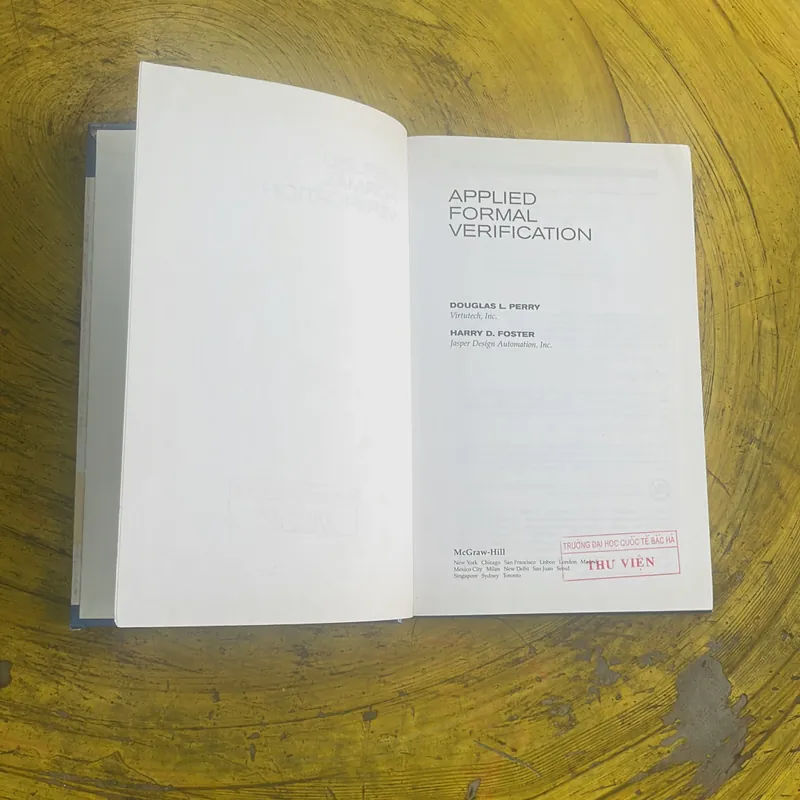 APPLIED
FORMAL
VERIFICATION
DOUGLAS L. PERRY
Virtutech, Inc.
HARRY D. FOSTER
Jasper Design Automation, Inc.
McGraw-Hill
New York Chicago San Francisco Lisbon London
Mexico City Milan New Delhi San Juan Seoul
Singapore Sydney Toronto
TRƯỜNG ĐẠI HỌC QUỐC TẾ BẮC HÀ
THƯ VIỆN